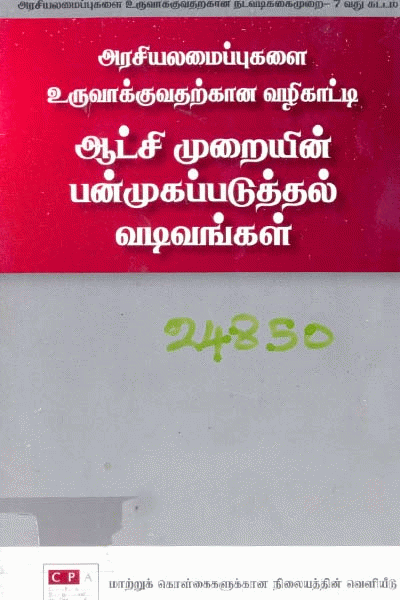 அரசியலமைப்புகளை உருவாக்குவதற்கான நடவடிக்கைமுறை– 7 வது கட்டம்
அரசியலமைப்புகளை
உருவாக்குவதற்கான வழிகாட்டி
ஆட்சி முறையின்
பன்முகப்படுத்தல்
வடிவங்கள்
24850
CPA
மாற்றுக் கொள்கைகளுக்கான நிலையத்தின் வெளியீடு